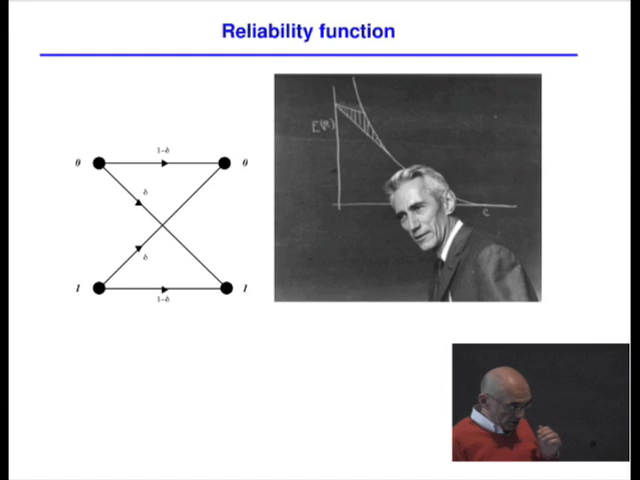 Reliability function
1−δ
0
0
δ
δ
1
1
1−δ
E(R)
C